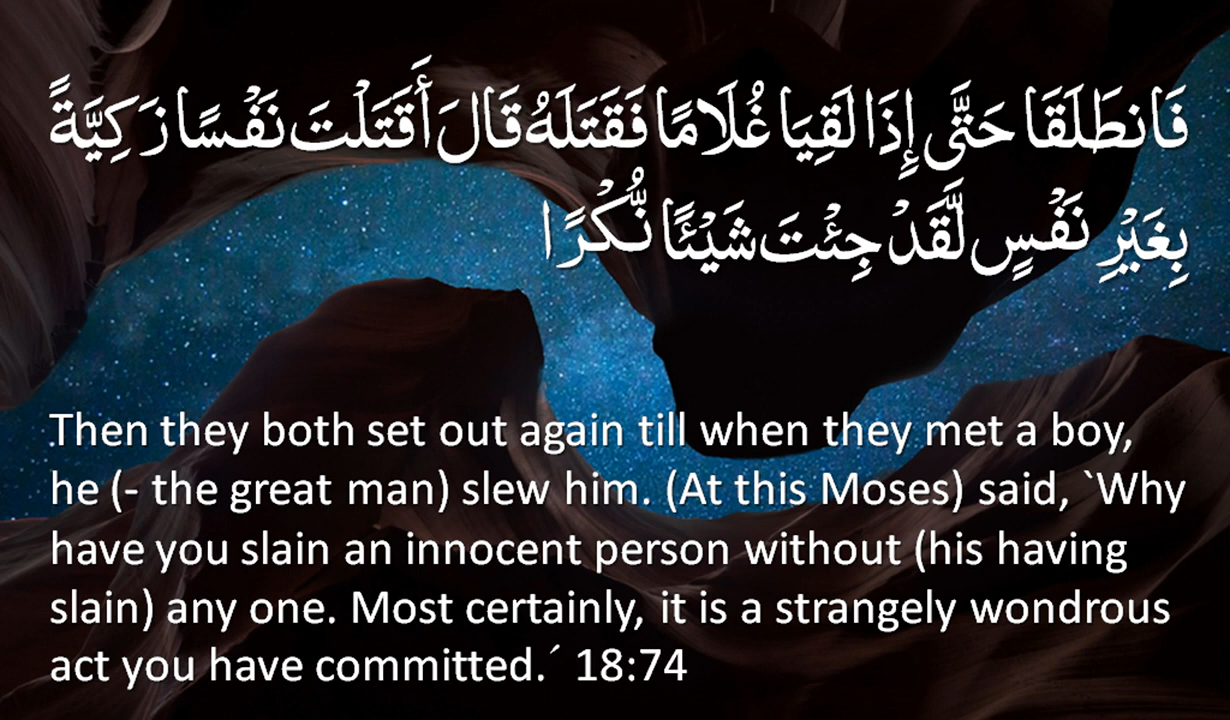 فَانطَلَقَا حَتَّى إِذَا لَقِيَا غُلَامًا فَقَتَلَهُ قَالَ أَقَتَلْتَ نَفْسًا زَكِيَّةً
بِغَيْرِ نَفْسٍ لَّقَدْ جِئْتَ شَيْئًا نُّكْرًا
Then they both set out again till when they met a boy,
he (- the great man) slew him. (At this Moses) said, `Why
have you slain an innocent person without (his having
slain) any one. Most certainly, it is a strangely wondrous
act you have committed.´ 18:74